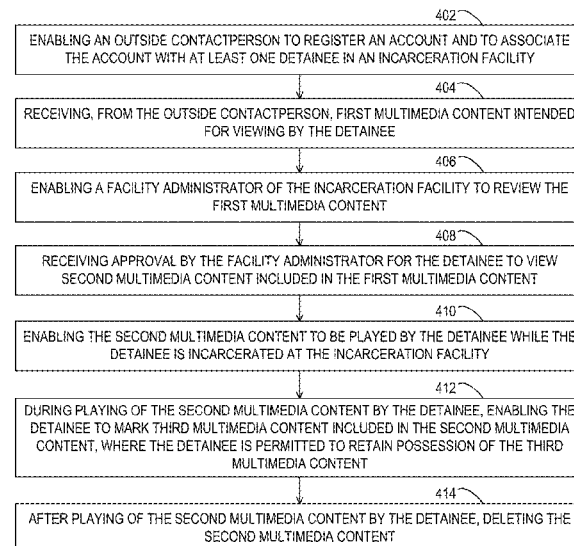 402
ENABLING AN OUTSIDE CONTACTPERSON TO REGISTER AN ACCOUNT AND TO ASSOCIATE
THE ACCOUNT WITH AT LEAST ONE DETAINEE IN AN INCARCERATION FACILITY
404
RECEIVING, FROM THE OUTSIDE CONTACTPERSON, FIRST MULTIMEDIA CONTENT INTENDED
FOR VIEWING BY THE DETAINEE
406
ENABLING A FACILITY ADMINISTRATOR OF THE INCARCERATION FACILITY TO REVIEW THE
FIRST MULTIMEDIA CONTENT
408
RECEIVING APPROVAL BY THE FACILITY ADMINISTRATOR FOR THE DETAINEE TO VIEW
SECOND MULTIMEDIA CONTENT INCLUDED IN THE FIRST MULTIMEDIA CONTENT
410
ENABLING THE SECOND MULTIMEDIA CONTENT TO BE PLAYED BY THE DETAINEE WHILE THE
DETAINEE IS INCARCERATED AT THE INCARCERATION FACILITY
412
DURING PLAYING OF THE SECOND MULTIMEDIA CONTENT BY THE DETAINEE, ENABLING THE
DETAINEE TO MARK THIRD MULTIMEDIA CONTENT INCLUDED IN THE SECOND MULTIMEDIA
CONTENT, WHERE THE DETAINEE IS PERMITTED TO RETAIN POSSESSION OF THE THIRD
MULTIMEDIA CONTENT
414
AFTER PLAYING OF THE SECOND MULTIMEDIA CONTENT BY THE DETAINEE, DELETING THE
SECOND MULTIMEDIA CONTENT